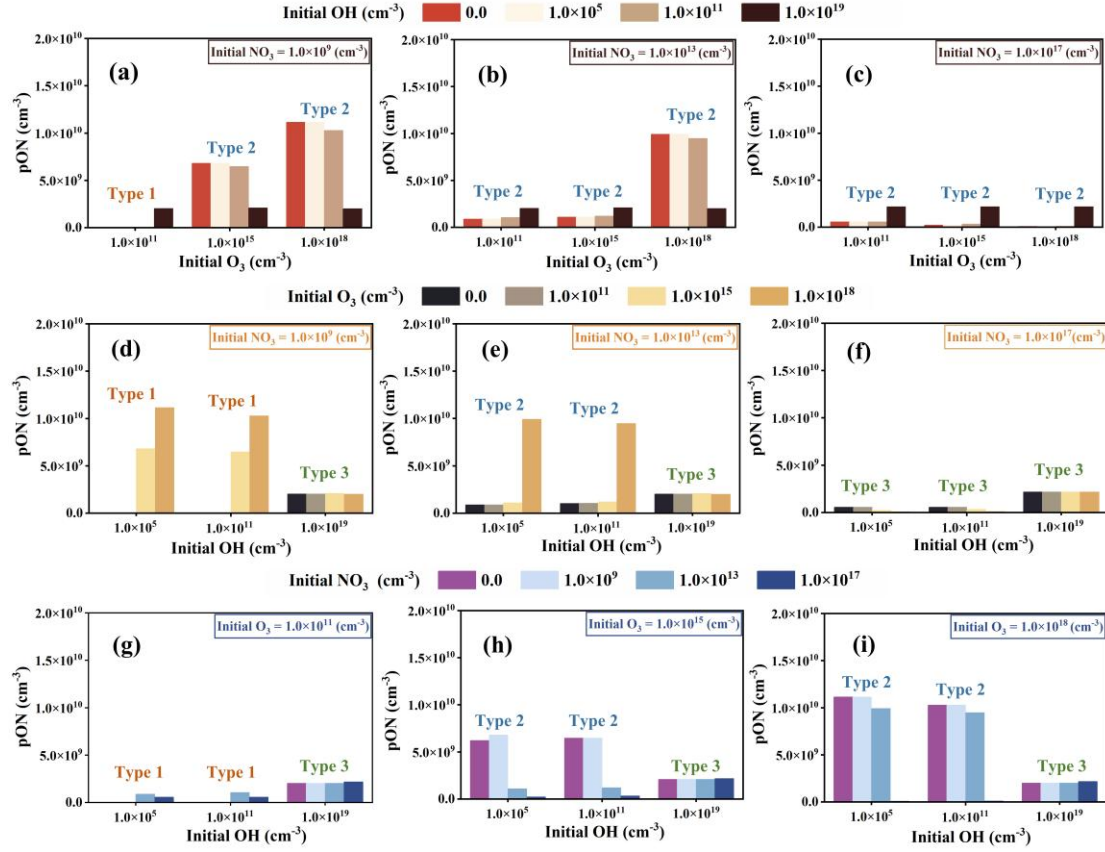 Initial OH (cm⁻³) 0.0 1.0×10⁵ 1.0×10¹¹ 1.0×10¹⁹
2.0×10¹⁰
1.5×10¹⁰
1.0×10¹⁰
5.0×10⁹
0.0
pON (cm⁻³)
(a)
Initial NO₃ = 1.0×10⁹ (cm⁻³)
Type 1
Type 2
Type 2
1.0×10¹¹ 1.0×10¹⁵ 1.0×10¹⁸
Initial O₃ (cm⁻³)
2.0×10¹⁰
1.5×10¹⁰
1.0×10¹⁰
5.0×10⁹
0.0
pON (cm⁻³)
(b)
Initial NO₃ = 1.0×10¹³ (cm⁻³)
Type 2
Type 2
Type 2
1.0×10¹¹ 1.0×10¹⁵ 1.0×10¹⁸
Initial O₃ (cm⁻³)
2.0×10¹⁰
1.5×10¹⁰
1.0×10¹⁰
5.0×10⁹
0.0
pON (cm⁻³)
(c)
Initial NO₃ = 1.0×10¹⁷ (cm⁻³)
Type 2
Type 2
Type 2
1.0×10¹¹ 1.0×10¹⁵ 1.0×10¹⁸
Initial O₃ (cm⁻³)
Initial O₃ (cm⁻³) 0.0 1.0×10¹¹ 1.0×10¹⁵ 1.0×10¹⁸
2.0×10¹⁰
1.5×10¹⁰
1.0×10¹⁰
5.0×10⁹
0.0
pON (cm⁻³)
(d)
Initial NO₃ = 1.0×10⁹ (cm⁻³)
Type 1
Type 1
Type 3
1.0×10⁵ 1.0×10¹¹ 1.0×10¹⁹
Initial OH (cm⁻³)
2.0×10¹⁰
1.5×10¹⁰
1.0×10¹⁰
5.0×10⁹
0.0
pON (cm⁻³)
(e)
Initial NO₃ = 1.0×10¹³ (cm⁻³)
Type 2
Type 2
Type 3
1.0×10⁵ 1.0×10¹¹ 1.0×10¹⁹
Initial OH (cm⁻³)
2.0×10¹⁰
1.5×10¹⁰
1.0×10¹⁰
5.0×10⁹
0.0
pON (cm⁻³)
(f)
Initial NO₃ = 1.0×10¹⁷ (cm⁻³)
Type 3
Type 3
Type 3
1.0×10⁵ 1.0×10¹¹ 1.0×10¹⁹
Initial OH (cm⁻³)
Initial NO₃ (cm⁻³) 0.0 1.0×10⁹ 1.0×10¹³ 1.0×10¹⁷
2.0×10¹⁰
1.5×10¹⁰
1.0×10¹⁰
5.0×10⁹
0.0
pON (cm⁻³)
(g)
Initial O₃ = 1.0×10¹¹ (cm⁻³)
Type 1
Type 1
Type 3
1.0×10⁵ 1.0×10¹¹ 1.0×10¹⁹
Initial OH (cm⁻³)
2.0×10¹⁰
1.5×10¹⁰
1.0×10¹⁰
5.0×10⁹
0.0
pON (cm⁻³)
(h)
Initial O₃ = 1.0×10¹⁵ (cm⁻³)
Type 2
Type 2
Type 3
1.0×10⁵ 1.0×10¹¹ 1.0×10¹⁹
Initial OH (cm⁻³)
2.0×10¹⁰
1.5×10¹⁰
1.0×10¹⁰
5.0×10⁹
0.0
pON (cm⁻³)
(i)
Initial O₃ = 1.0×10¹⁸ (cm⁻³)
Type 2
Type 2
Type 3
1.0×10⁵ 1.0×10¹¹ 1.0×10¹⁹
Initial OH (cm⁻³)